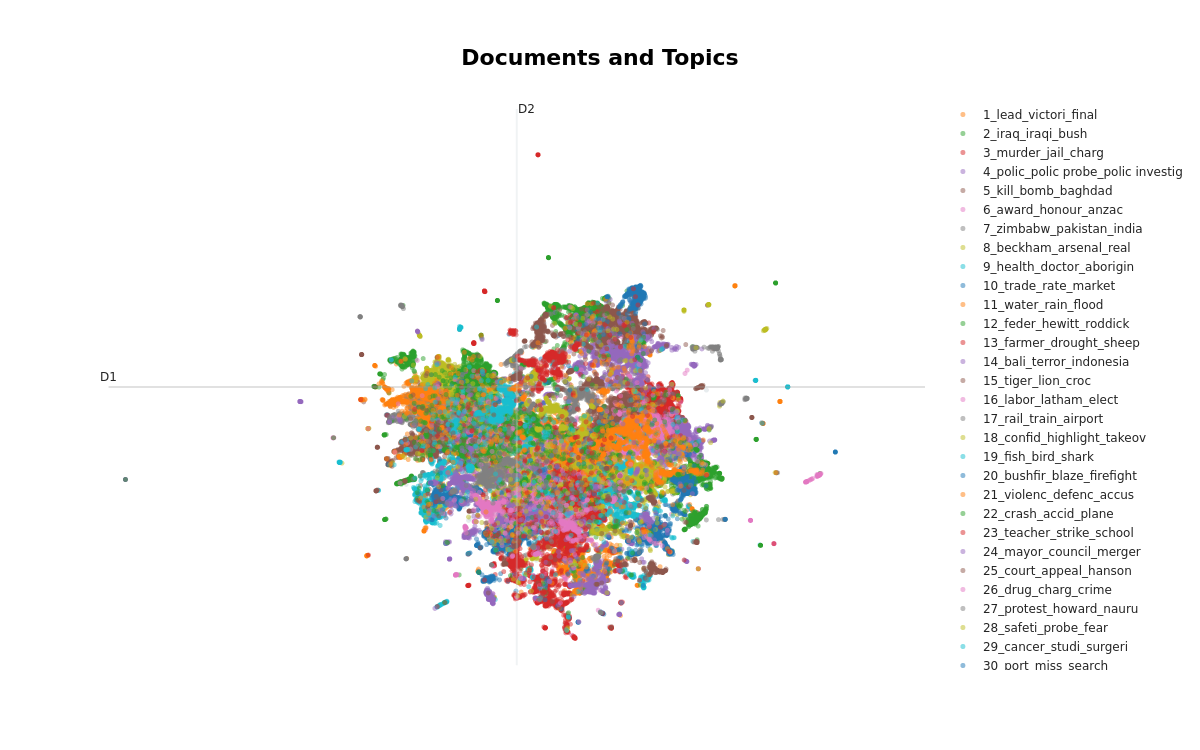 Documents and Topics
D2
D1
1_lead_victori_final
2_iraq_iraqi_bush
3_murder_jail_charg
4_polic_polic probe_polic investig
5_kill_bomb_baghdad
6_award_honour_anzac
7_zimbabw_pakistan_india
8_beckham_arsenal_real
9_health_doctor_aborigin
10_trade_rate_market
11_water_rain_flood
12_feder_hewitt_roddick
13_farmer_drought_sheep
14_bali_terror_indonesia
15_tiger_lion_croc
16_labor_latham_elect
17_rail_train_airport
18_confid_highlight_takeov
19_fish_bird_shark
20_bushfir_blaze_firefight
21_violenc_defenc_accus
22_crash_accid_plane
23_teacher_strike_school
24_mayor_council_merger
25_court_appeal_hanson
26_drug_charg_crime
27_protest_howard_nauru
28_safeti_probe_fear
29_cancer_studi_surgeri
30_port_miss_search